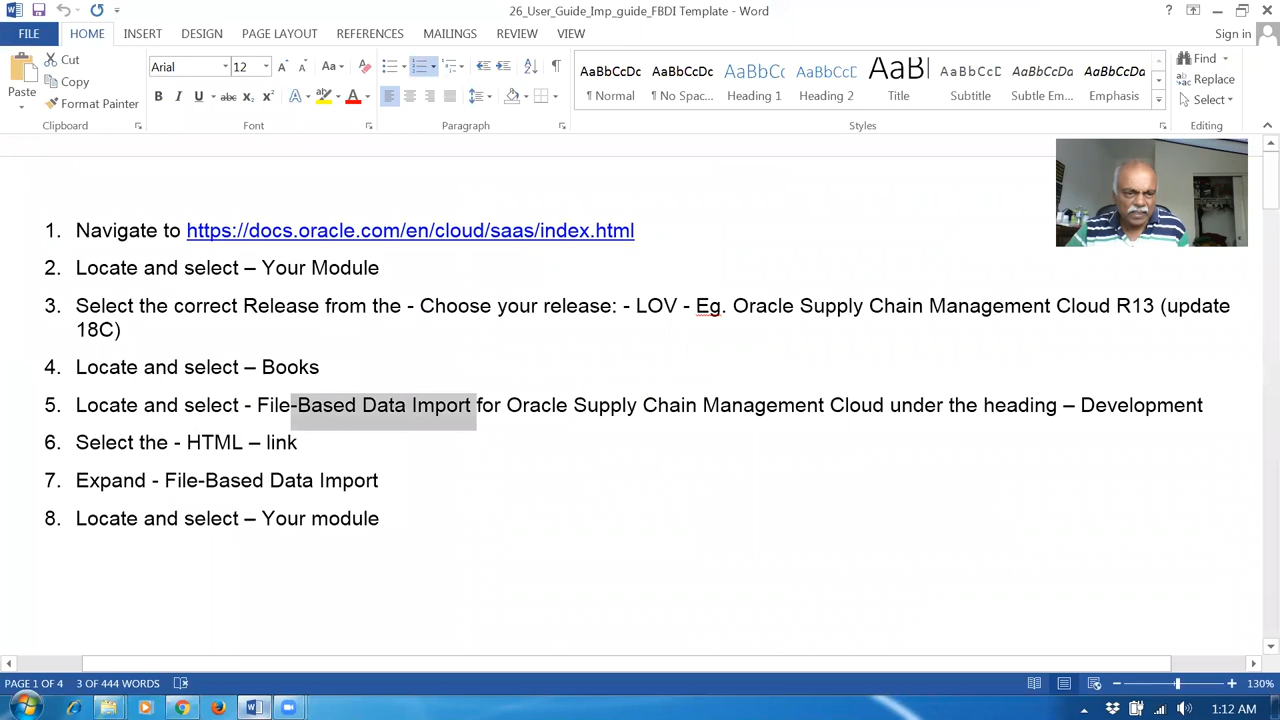 26_User_Guide_Imp_guide_FBDI Template - Word
? Sign in
FILE HOME INSERT DESIGN PAGE LAYOUT REFERENCES MAILINGS REVIEW VIEW
Paste
Cut
Copy
Format Painter
Clipboard
Arial 12
Font
Paragraph
AaBbCcDc AaBbCcDc AaBbCc AaBbCcD AaBl AaBbCcD AaBbCcDc AaBbCcDc
¶ Normal ¶ No Spac... Heading 1 Heading 2 Title Subtitle Subtle Em... Emphasis
Styles
Find
Replace
Select
Editing
1. Navigate to https://docs.oracle.com/en/cloud/saas/index.html
2. Locate and select – Your Module
3. Select the correct Release from the - Choose your release: - LOV - Eg. Oracle Supply Chain Management Cloud R13 (update
18C)
4. Locate and select – Books
5. Locate and select - File-Based Data Import for Oracle Supply Chain Management Cloud under the heading – Development
6. Select the - HTML – link
7. Expand - File-Based Data Import
8. Locate and select – Your module
PAGE 1 OF 4 3 OF 444 WORDS 130%
1:12 AM